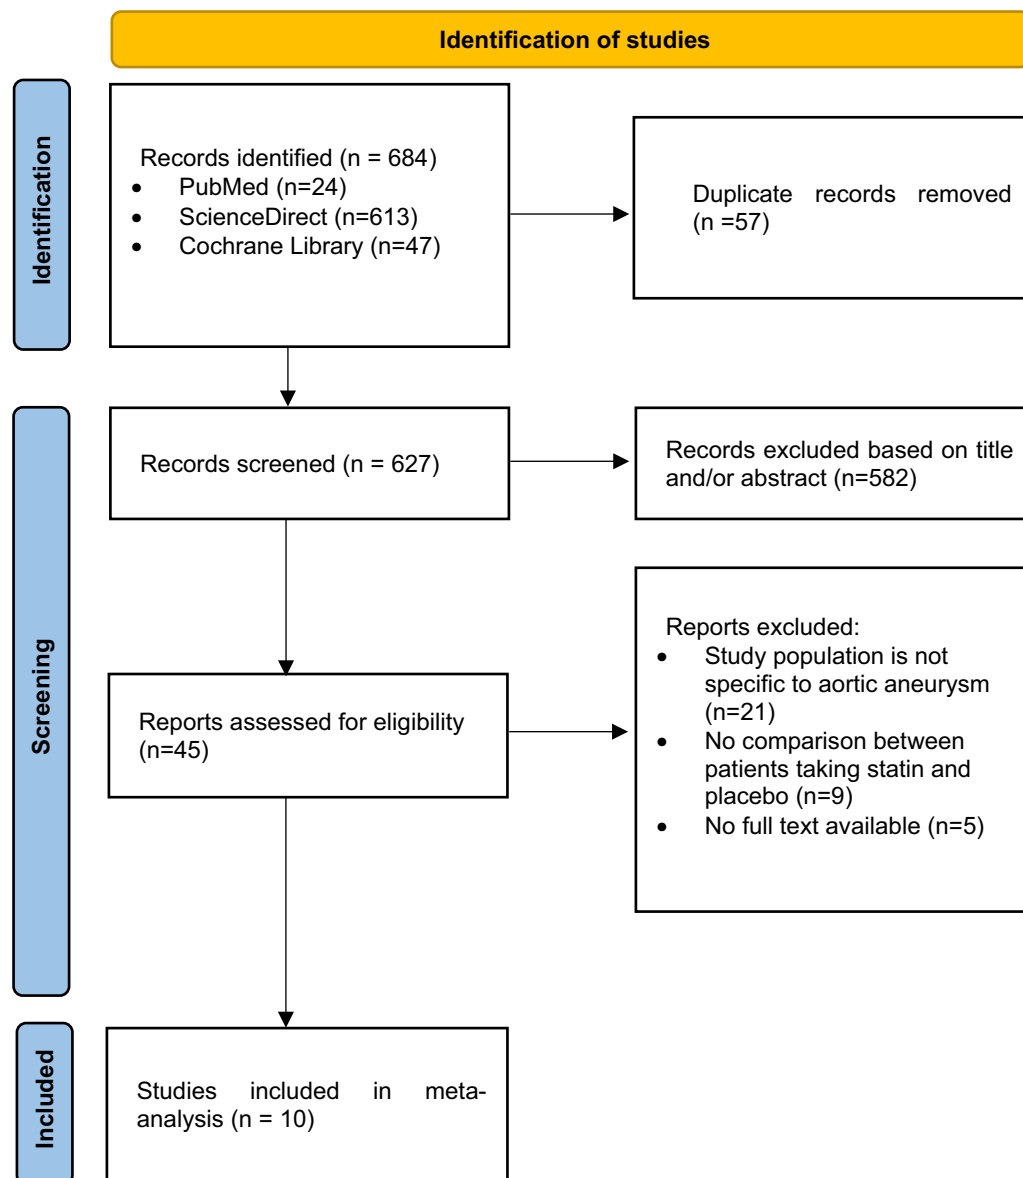 Identification of studies
Identification
Records identified (n = 684)
• PubMed (n=24)
• ScienceDirect (n=613)
• Cochrane Library (n=47)
Duplicate records removed
(n =57)
Screening
Records screened (n = 627)
Records excluded based on title
and/or abstract (n=582)
Reports assessed for eligibility
(n=45)
Reports excluded:
• Study population is not
specific to aortic aneurysm
(n=21)
• No comparison between
patients taking statin and
placebo (n=9)
• No full text available (n=5)
Included
Studies included in meta-
analysis (n = 10)